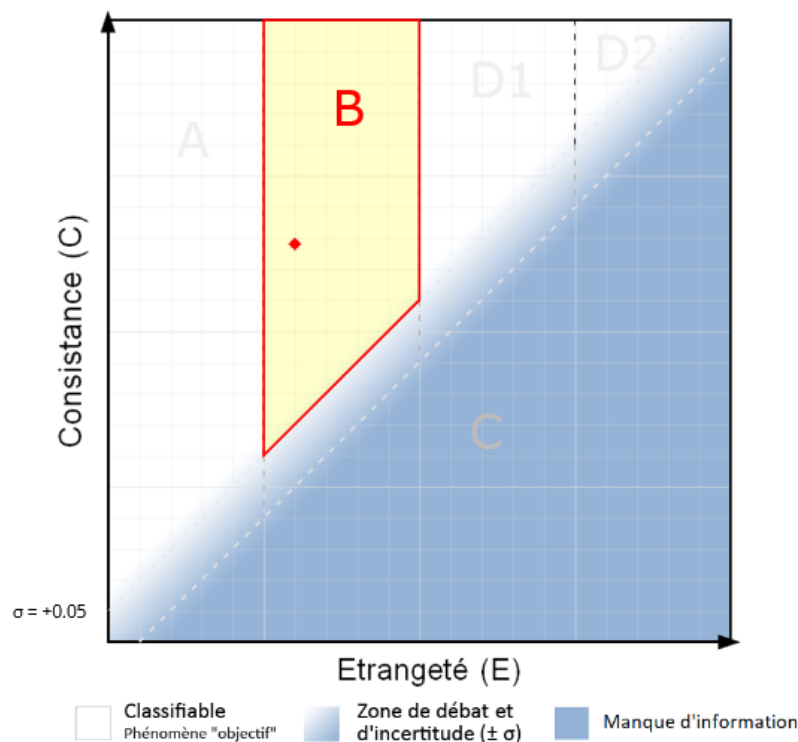 D2
D1
B
A
Consistance (C)
C
σ = +0.05
Etrangeté (E)
Classifiable
Phénomène "objectif"
Zone de débat et
d'incertitude (± σ)
Manque d'information